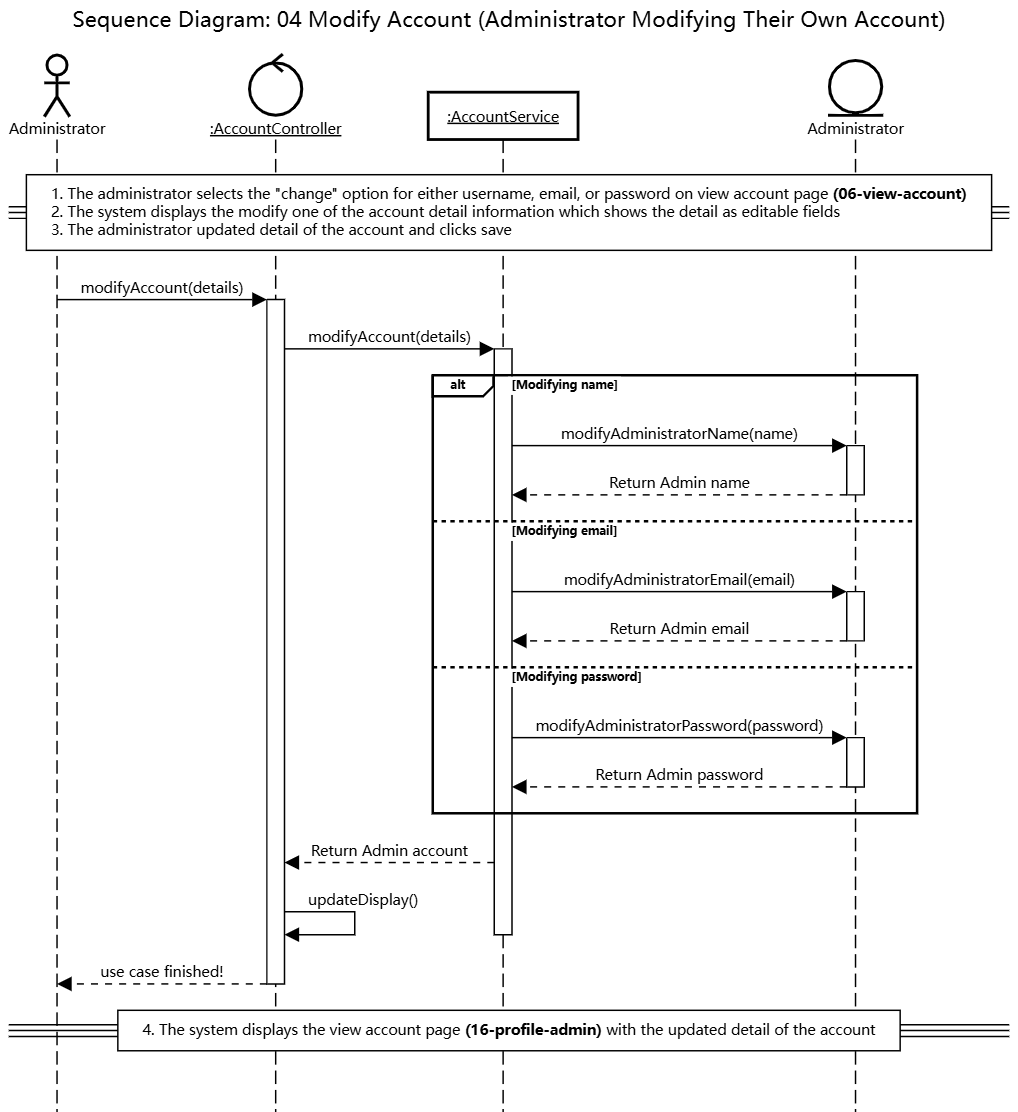 Sequence Diagram: 04 Modify Account (Administrator Modifying Their Own Account)
Administrator
:AccountController
:AccountService
Administrator
1. The administrator selects the "change" option for either username, email, or password on view account page (06-view-account)
2. The system displays the modify one of the account detail information which shows the detail as editable fields
3. The administrator updated detail of the account and clicks save
modifyAccount(details)
modifyAccount(details)
alt
[Modifying name]
modifyAdministratorName(name)
Return Admin name
[Modifying email]
modifyAdministratorEmail(email)
Return Admin email
[Modifying password]
modifyAdministratorPassword(password)
Return Admin password
Return Admin account
updateDisplay()
use case finished!
4. The system displays the view account page (16-profile-admin) with the updated detail of the account